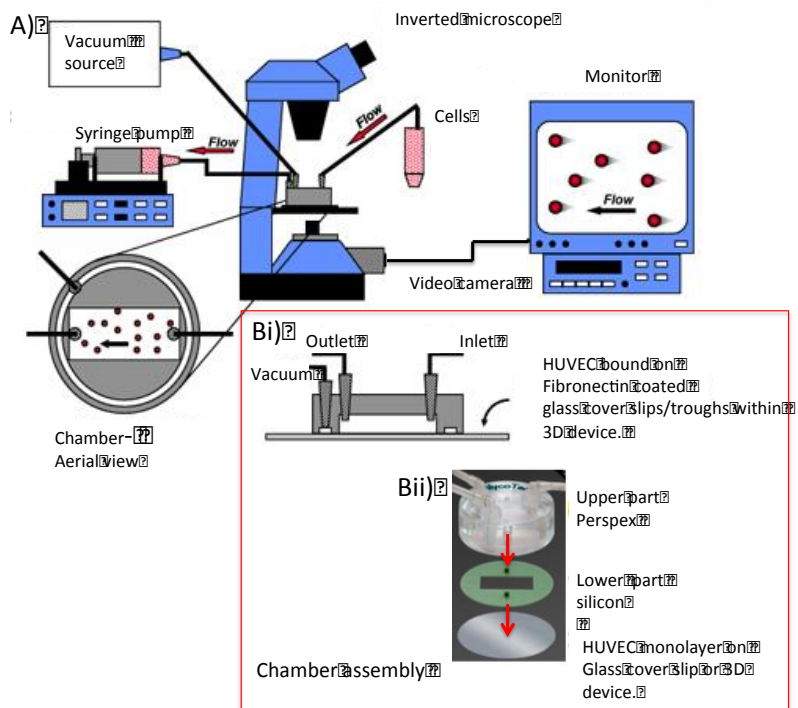 A)
Vacuum
source
Syringe pump
Flow
Inverted microscope
Flow
Cells
Monitor
Flow
Video camera
Chamber-
Aerial view
Bi)
Outlet
Inlet
Vacuum
HUVEC bound on
Fibronectin coated
glass cover slips/troughs within
3D device.
Bii)
Upper part
Perspex
Lower part
silicon
HUVEC monolayer on
Glass cover slip or 3D
device.
Chamber assembly